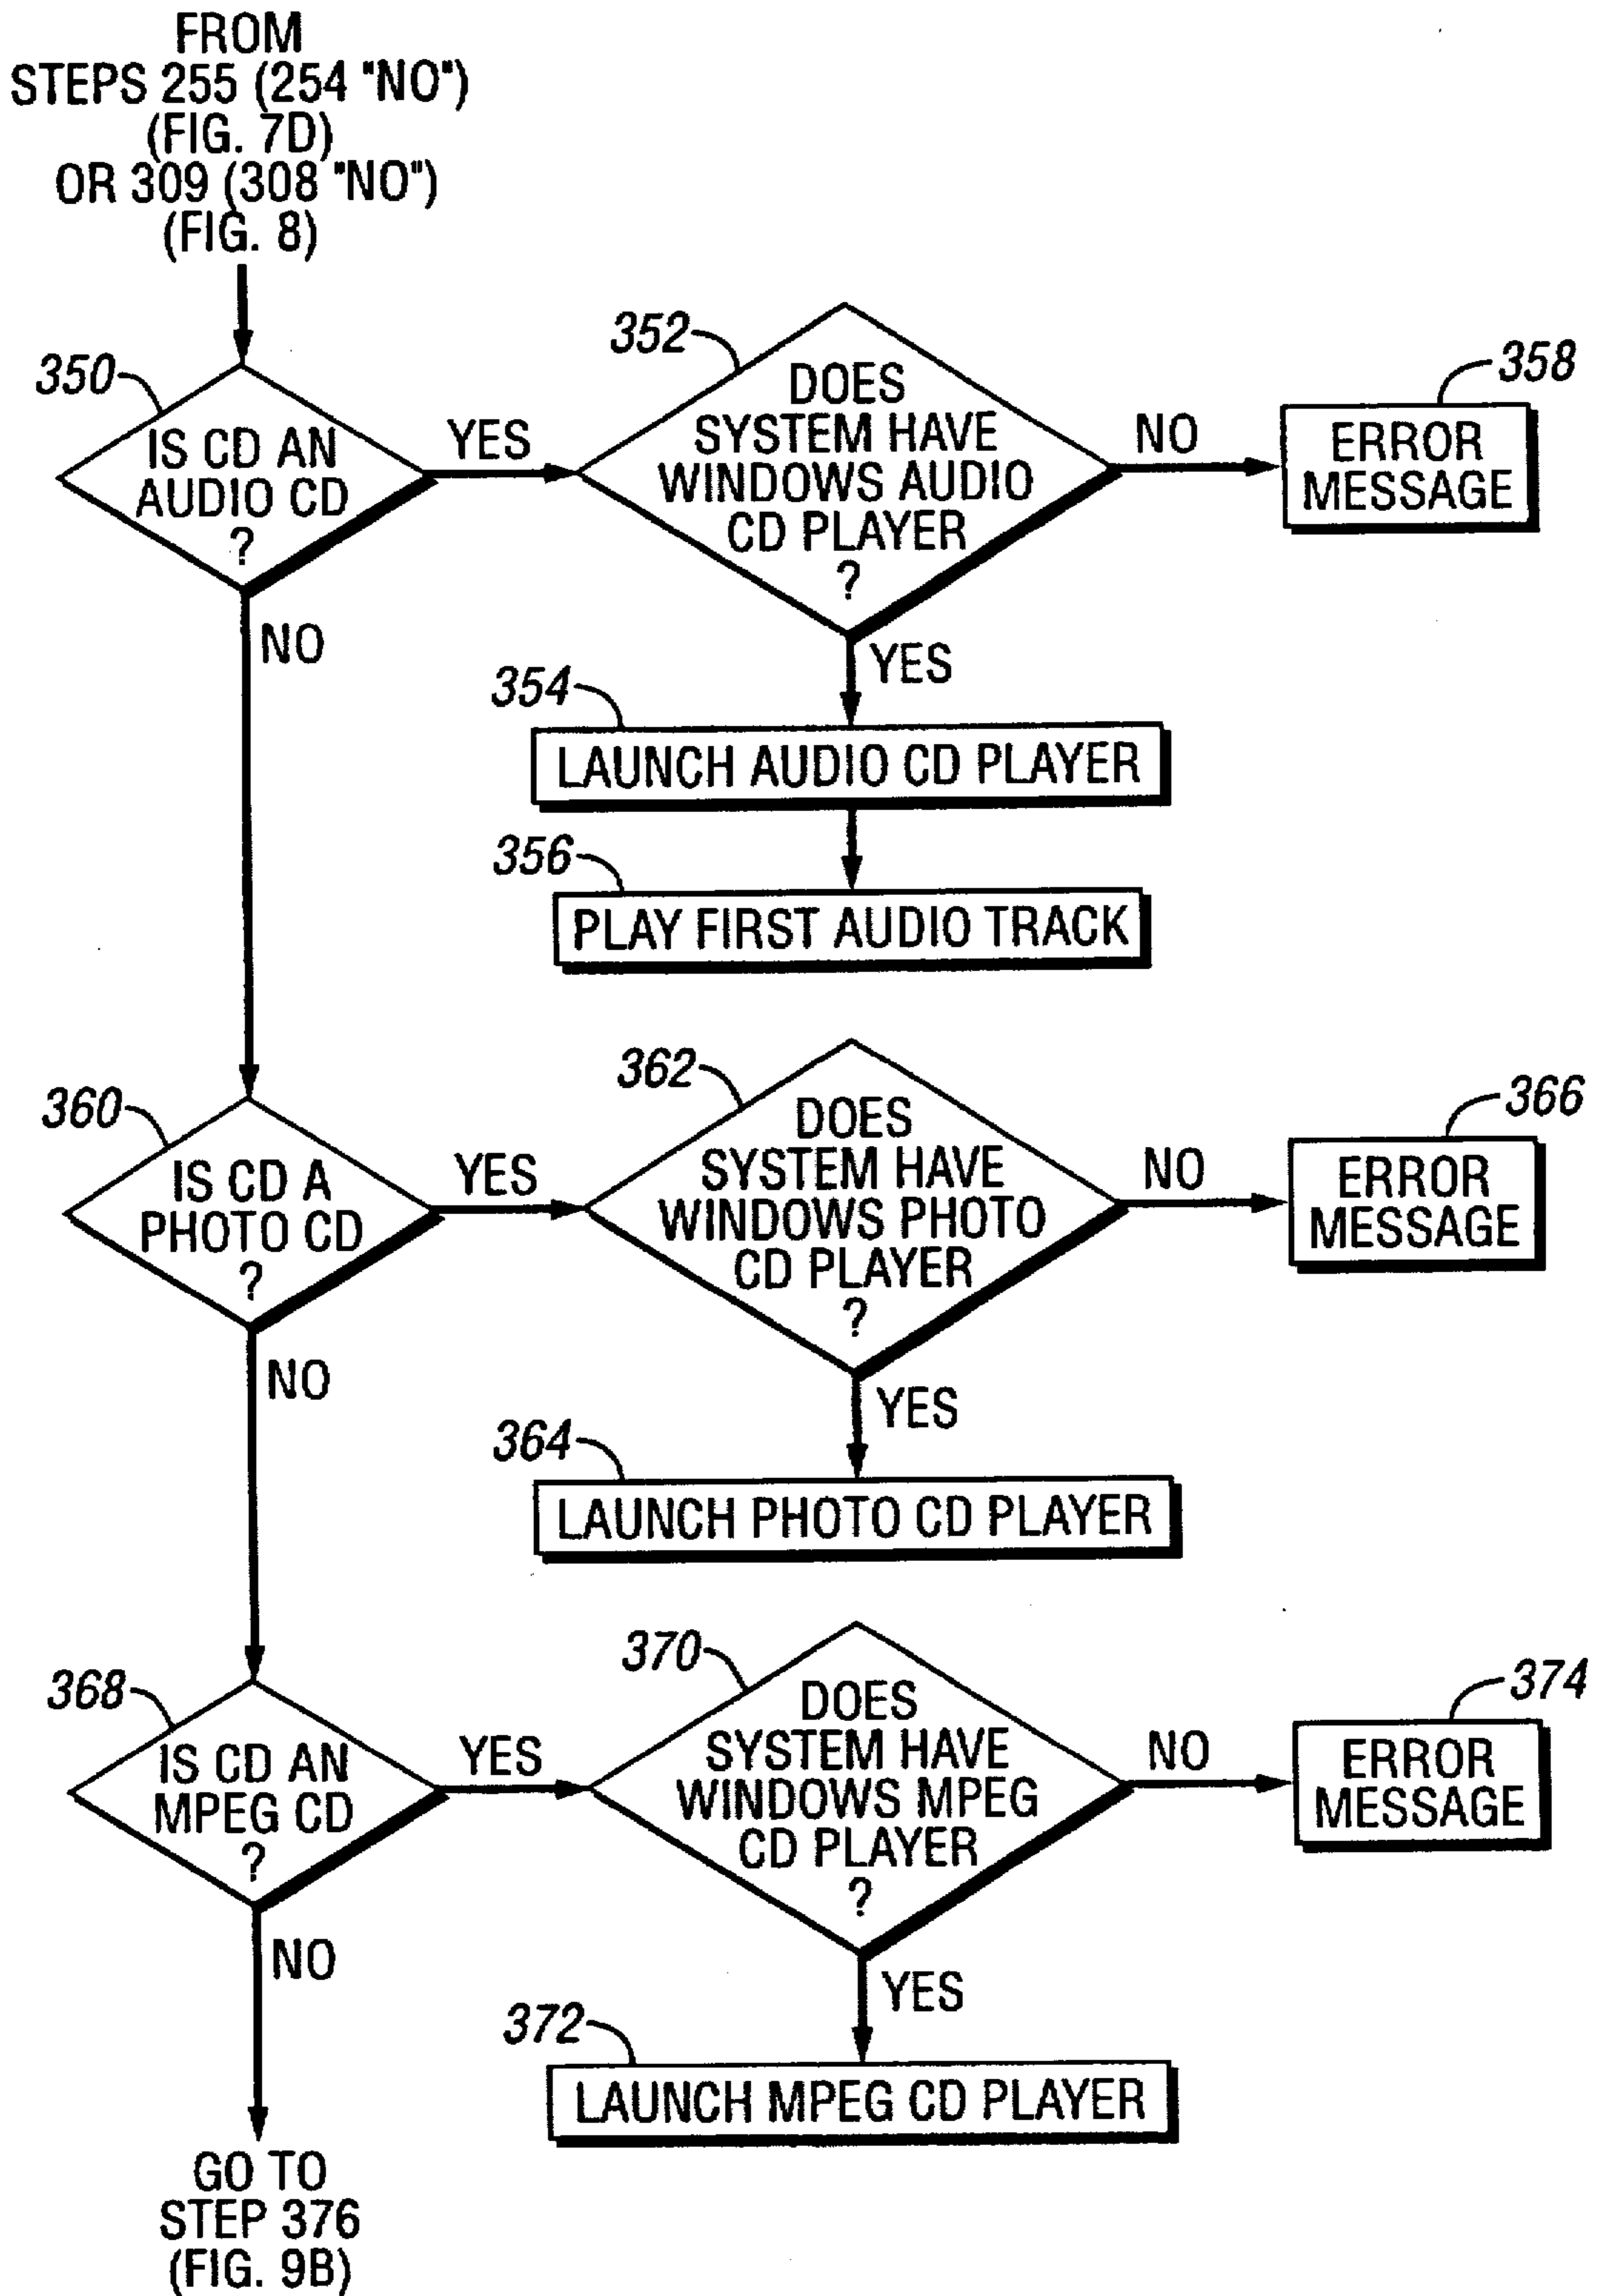 FROM
STEPS 255 (254 "NO")
(FIG. 7D)
OR 309 (308 "NO")
(FIG. 8)
350
IS CD AN
AUDIO CD
?
YES
NO
352
DOES
SYSTEM HAVE
WINDOWS AUDIO
CD PLAYER
?
NO
358
ERROR
MESSAGE
YES
354
LAUNCH AUDIO CD PLAYER
356
PLAY FIRST AUDIO TRACK
360
IS CD A
PHOTO CD
?
YES
NO
362
DOES
SYSTEM HAVE
WINDOWS PHOTO
CD PLAYER
?
NO
366
ERROR
MESSAGE
YES
364
LAUNCH PHOTO CD PLAYER
368
IS CD AN
MPEG CD
?
YES
NO
370
DOES
SYSTEM HAVE
WINDOWS MPEG
CD PLAYER
?
NO
374
ERROR
MESSAGE
YES
372
LAUNCH MPEG CD PLAYER
GO TO
STEP 376
(FIG. 9B)